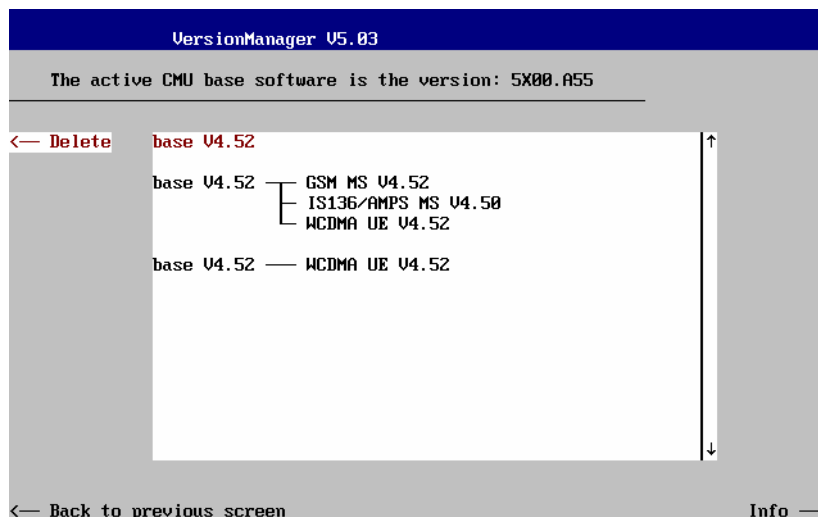 VersionManager V5.03
The active CMU base software is the version: 5X00.A55
<— Delete base V4.52 ↑
base V4.52 — GSM MS V4.52
IS136/AMPS MS V4.50
WCDMA UE V4.52
base V4.52 — WCDMA UE V4.52
↓
<— Back to previous screen Info —